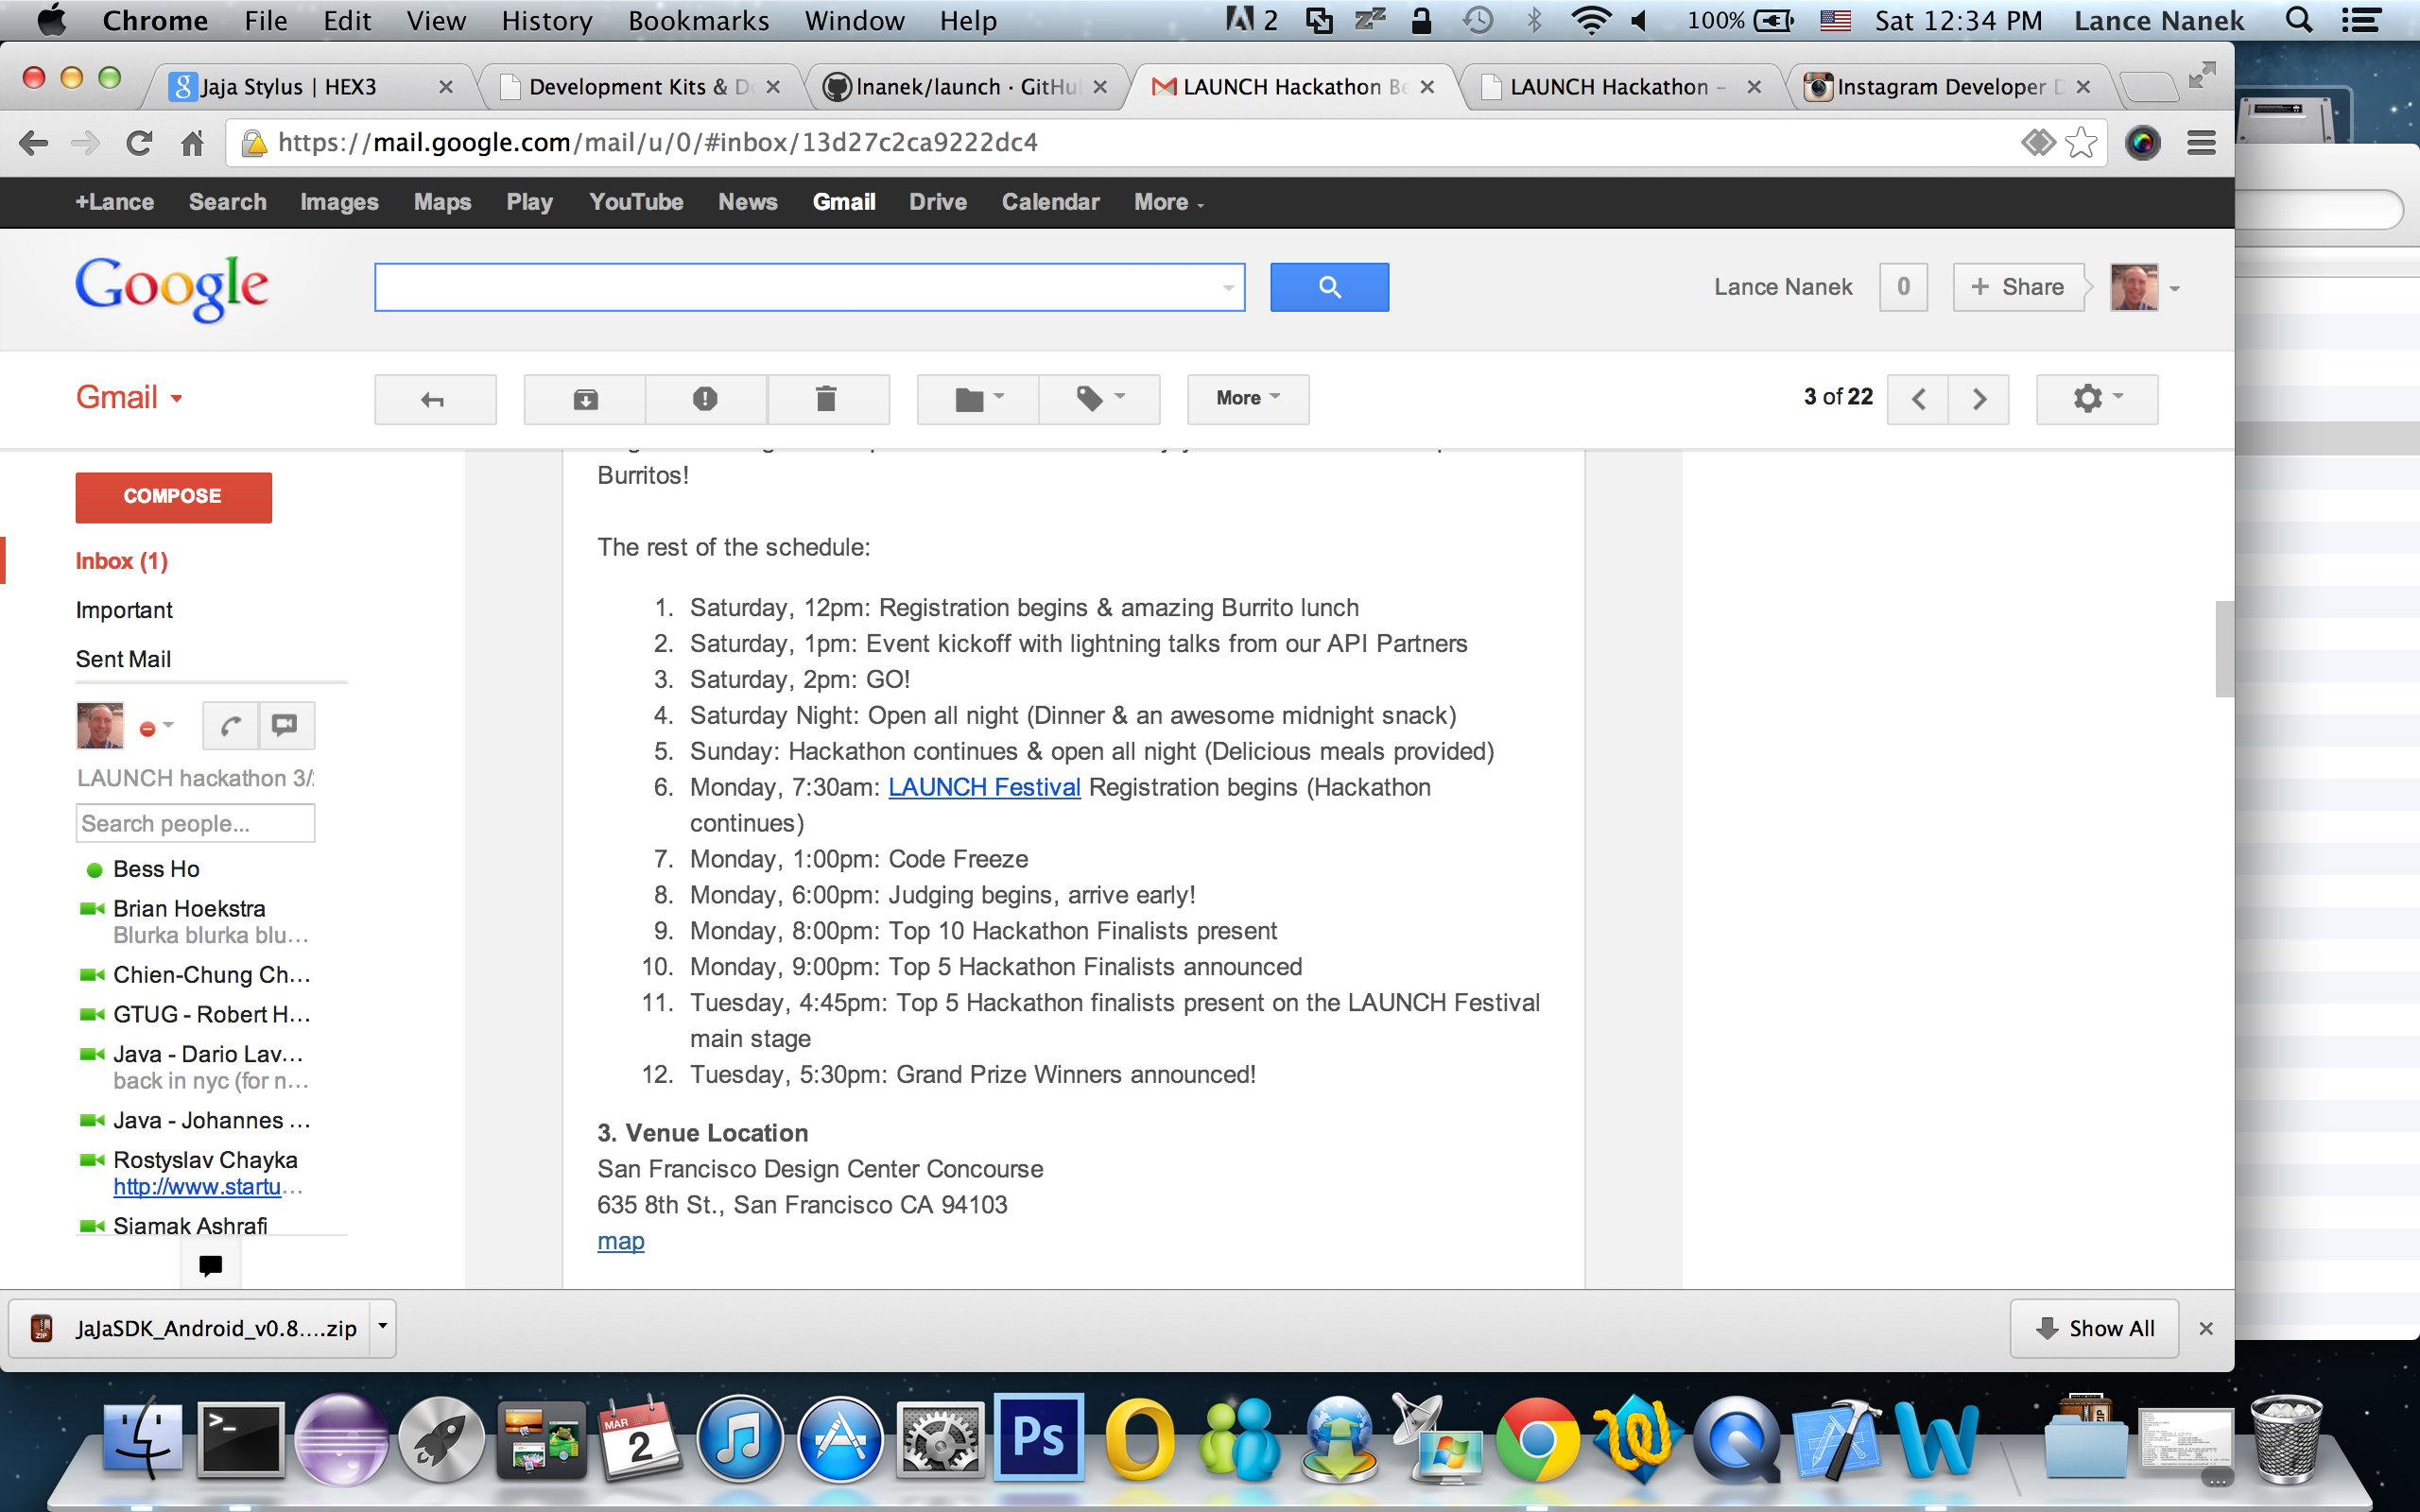 Chrome File Edit View History Bookmarks Window Help 2 100% Sat 12:34 PM Lance Nanek
Jaja Stylus | HEX3 Development Kits & D lnanek/launch · GitHu LAUNCH Hackathon Be LAUNCH Hackathon – Instagram Developer D
https://mail.google.com/mail/u/0/#inbox/13d27c2ca9222dc4
+Lance Search Images Maps Play YouTube News Gmail Drive Calendar More
Google Lance Nanek 0 + Share
Gmail More 3 of 22
COMPOSE
Inbox (1)
Important
Sent Mail
LAUNCH hackathon 3/
Search people...
Bess Ho
Brian Hoekstra
Blurka blurka blu...
Chien-Chung Ch...
GTUG - Robert H...
Java - Dario Lav...
back in nyc (for n...
Java - Johannes ...
Rostyslav Chayka
http://www.startu...
Siamak Ashrafi
Burritos!
The rest of the schedule:
1. Saturday, 12pm: Registration begins & amazing Burrito lunch
2. Saturday, 1pm: Event kickoff with lightning talks from our API Partners
3. Saturday, 2pm: GO!
4. Saturday Night: Open all night (Dinner & an awesome midnight snack)
5. Sunday: Hackathon continues & open all night (Delicious meals provided)
6. Monday, 7:30am: LAUNCH Festival Registration begins (Hackathon
continues)
7. Monday, 1:00pm: Code Freeze
8. Monday, 6:00pm: Judging begins, arrive early!
9. Monday, 8:00pm: Top 10 Hackathon Finalists present
10. Monday, 9:00pm: Top 5 Hackathon Finalists announced
11. Tuesday, 4:45pm: Top 5 Hackathon finalists present on the LAUNCH Festival
main stage
12. Tuesday, 5:30pm: Grand Prize Winners announced!
3. Venue Location
San Francisco Design Center Concourse
635 8th St., San Francisco CA 94103
map
ZIP JaJaSDK_Android_v0.8....zip Show All
MAR
2
Ps